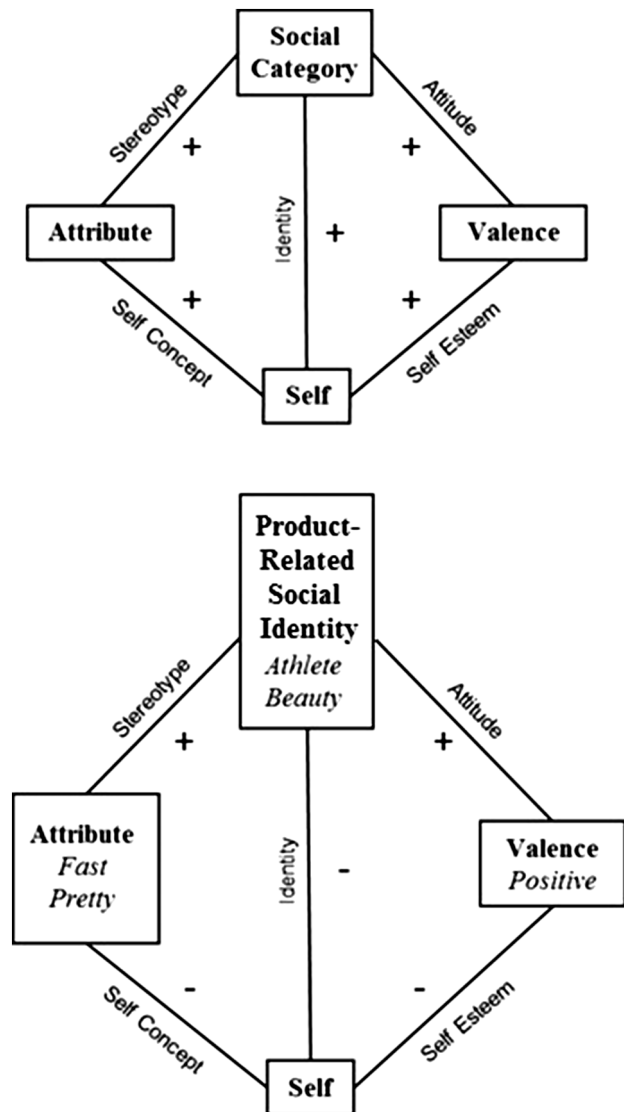 Social
Category
Stereotype
Attitude
+
+
Attribute
Identity
+
Valence
+
+
Self Concept
Self Esteem
Self
Product-
Related
Social
Identity
Athlete
Beauty
Stereotype
Attitude
+
+
Attribute
Fast
Pretty
Identity
-
Valence
Positive
-
-
Self Concept
Self Esteem
Self